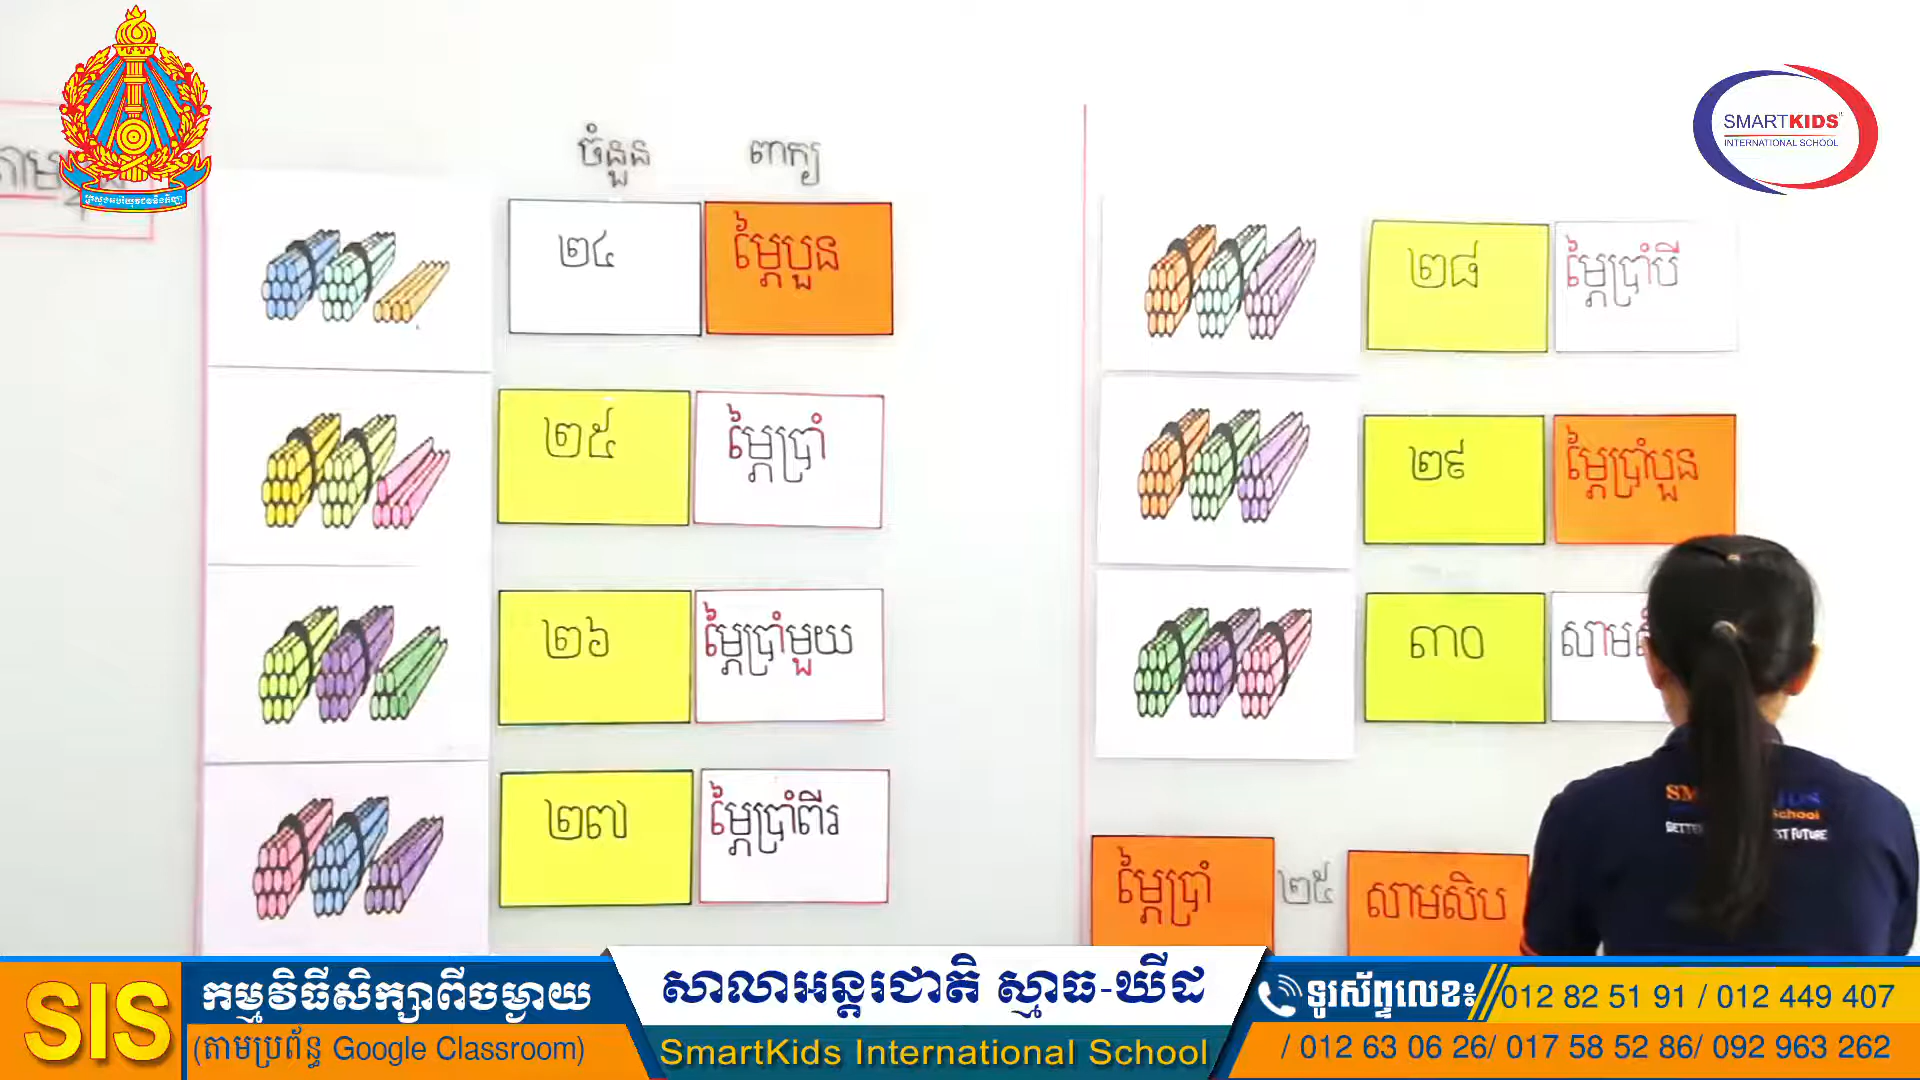 ចំនួន ពាក្យ
២៤ ម្ភៃបួន
២៥ ម្ភៃប្រាំ
២៦ ម្ភៃប្រាំមួយ
២៧ ម្ភៃប្រាំពីរ
២៨ ម្ភៃប្រាំបី
២៩ ម្ភៃប្រាំបួន
៣០ សាម
ម្ភៃប្រាំ ២៥ សាមសិប
SMARTKIDS
INTERNATIONAL SCHOOL
SIS
កម្មវិធីសិក្សាពីចម្ងាយ
(តាមប្រព័ន្ធ Google Classroom)
សាលាអន្តរជាតិ ស្មាធ-ឃីដ
SmartKids International School
ទូរស័ព្ទលេខ៖ 012 82 51 91 / 012 449 407
/ 012 63 06 26/ 017 58 52 86/ 092 963 262